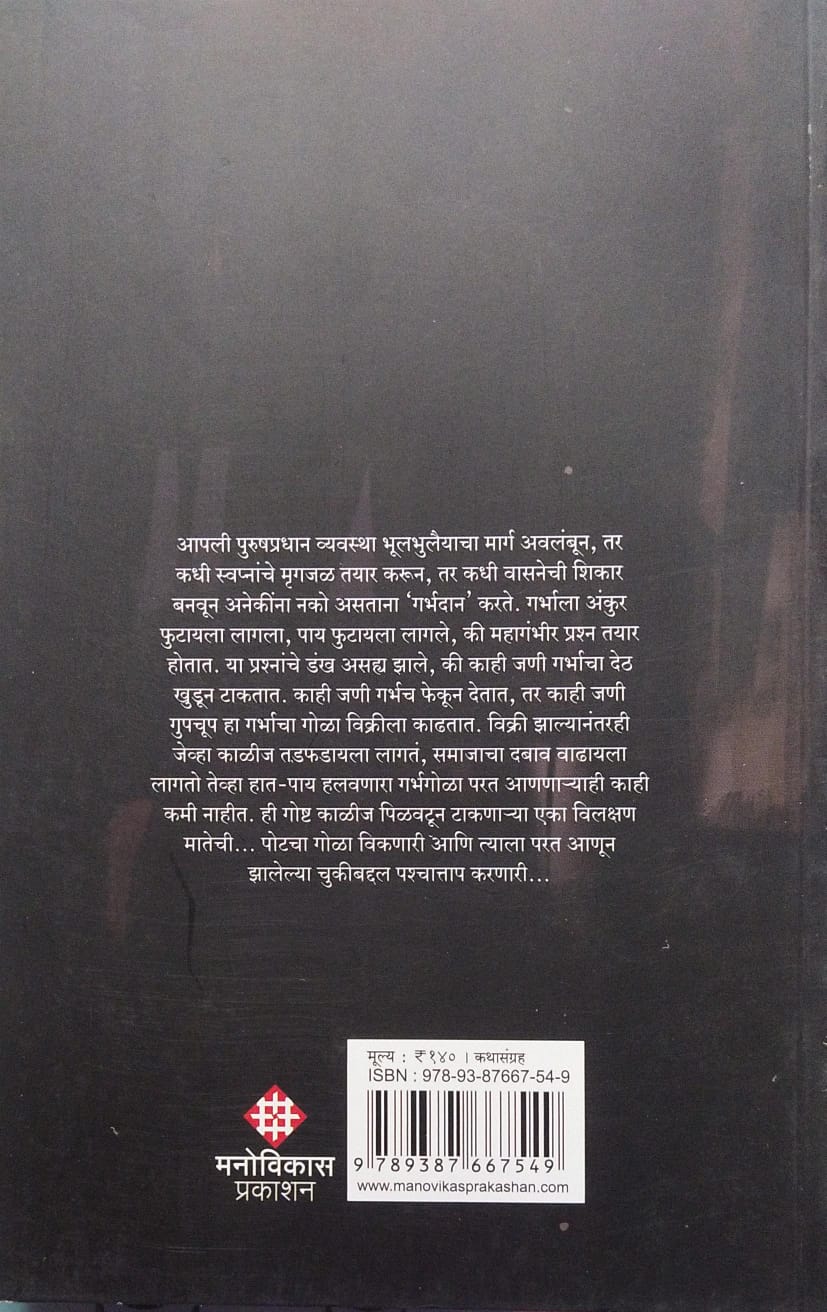 आपली पुरुषप्रधान व्यवस्था भूलभुलैयाचा मार्ग अवलंबून, तर
कधी स्वप्नांचे मृगजळ तयार करून, तर कधी वासनेची शिकार
बनवून अनेकींना नको असताना ‘गर्भदान’ करते. गर्भाला अंकुर
फुटायला लागला, पाय फुटायला लागले, की महागंभीर प्रश्न तयार
होतात. या प्रश्नांचे डंख असह्य झाले, की काही जणी गर्भाचा देठ
खुडून टाकतात. काही जणी गर्भच फेकून देतात, तर काही जणी
गुपचूप हा गर्भाचा गोळा विक्रीला काढतात. विक्री झाल्यानंतरही
जेव्हा काळीज तडफडायला लागतं, समाजाचा दबाव वाढायला
लागतो तेव्हा हात-पाय हलवणारा गर्भगोळा परत आणणाऱ्याही काही
कमी नाहीत. ही गोष्ट काळीज पिळवटून टाकणाऱ्या एका विलक्षण
मातेची... पोटचा गोळा विकणारी आणि त्याला परत आणून
झालेल्या चुकीबद्दल पश्चात्ताप करणारी...
मूल्य : ₹ १४० । कथासंग्रह
ISBN : 978-93-87667-54-9
9 789387 667549
www.manovikasprakashan.com
मनोविकास
प्रकाशन